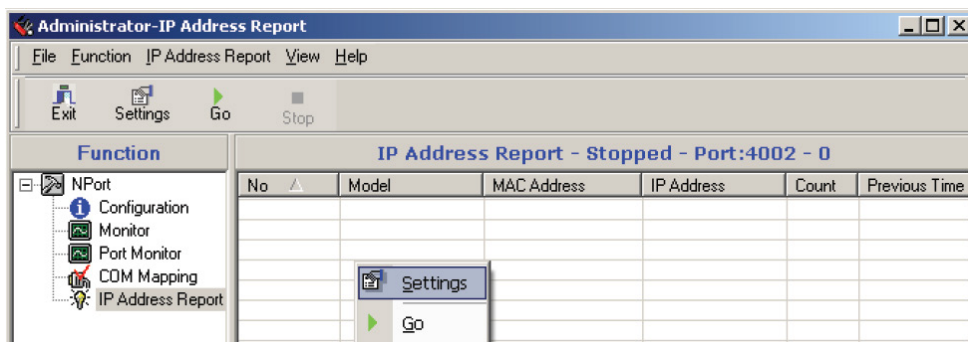 Administrator-IP Address Report
File Function IP Address Report View Help
Exit Settings Go Stop
Function
IP Address Report - Stopped - Port:4002 - 0
NPort
Configuration
Monitor
Port Monitor
COM Mapping
IP Address Report
No Model MAC Address IP Address Count Previous Time
Settings
Go